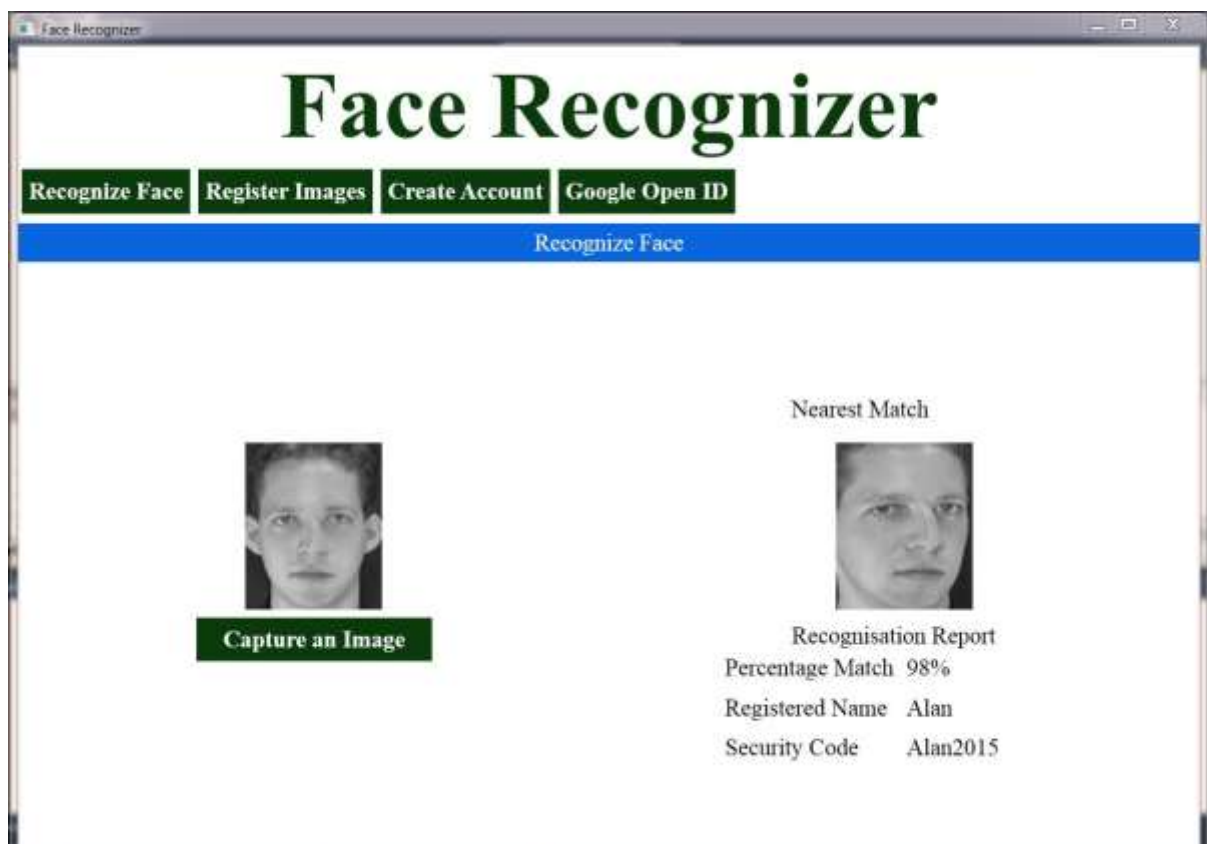 Face Recognizer
Face Recognizer
Recognize Face Register Images Create Account Google Open ID
Recognize Face
Nearest Match
Capture an Image
Recognisation Report
Percentage Match 98%
Registered Name Alan
Security Code Alan2015